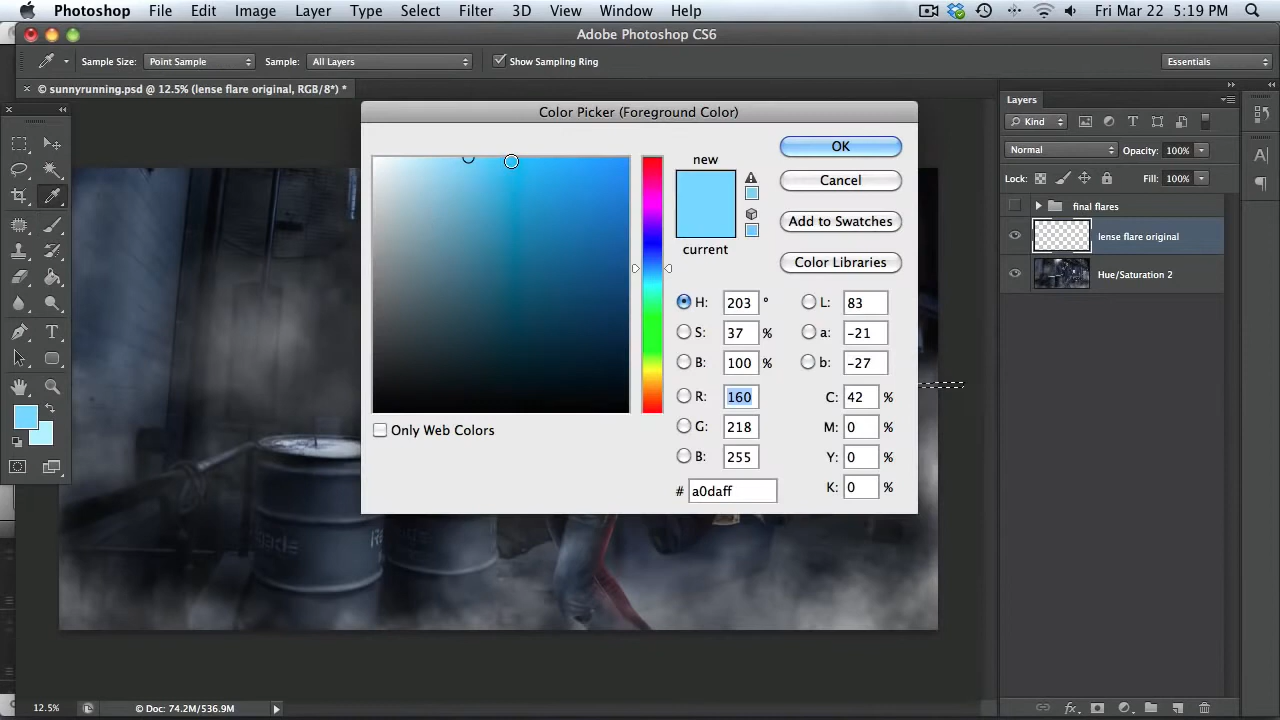 Photoshop File Edit Image Layer Type Select Filter 3D View Window Help Fri Mar 22 5:19 PM
Adobe Photoshop CS6
Sample Size: Point Sample Sample: All Layers Show Sampling Ring Essentials
× © sunnyrunning.psd @ 12.5% (lense flare original, RGB/8*) *
Color Picker (Foreground Color)
new
current
OK
Cancel
Add to Swatches
Color Libraries
H: 203 °
S: 37 %
B: 100 %
R: 160
G: 218
B: 255
# a0daff
L: 83
a: -21
b: -27
C: 42 %
M: 0 %
Y: 0 %
K: 0 %
Only Web Colors
Layers
Kind
Normal Opacity: 100%
Lock: Fill: 100%
final flares
lense flare original
Hue/Saturation 2
12.5% Doc: 74.2M/536.9M